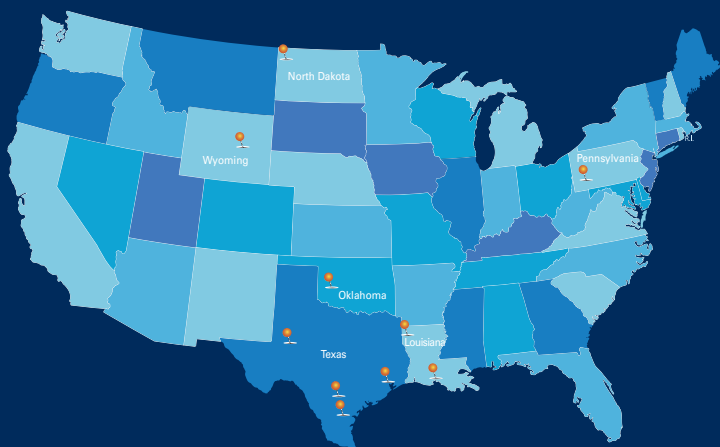 North Dakota
Wyoming
Pennsylvania
R.I.
Oklahoma
Louisiana
Texas